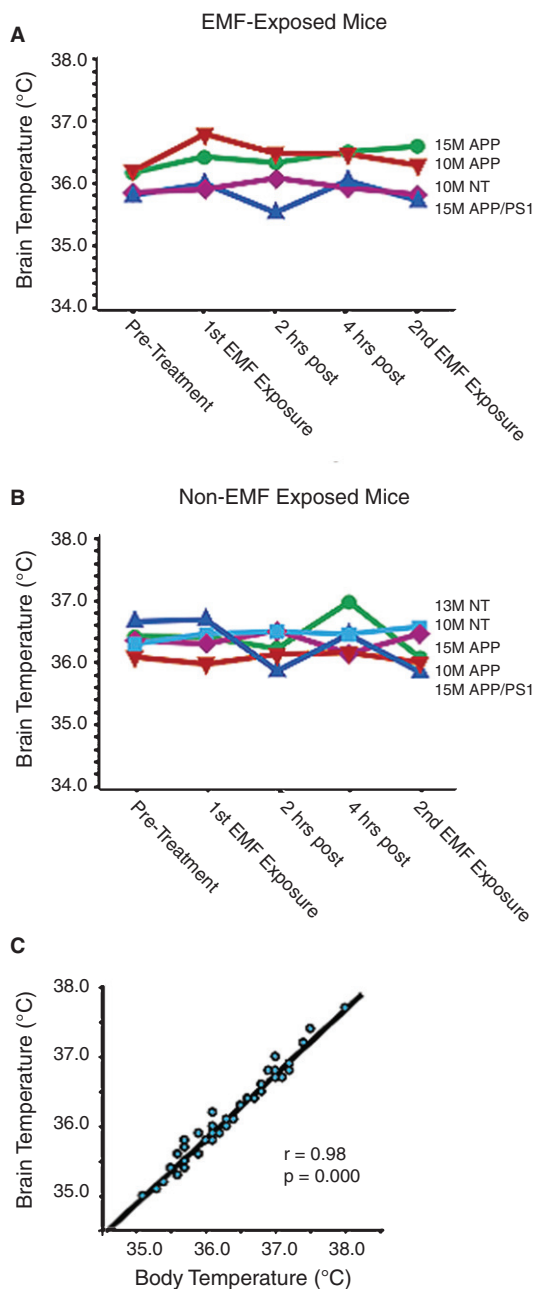 A
EMF-Exposed Mice
Brain Temperature (°C)
38.0
37.0
36.0
35.0
34.0
15M APP
10M APP
10M NT
15M APP/PS1
Pre-Treatment
1st EMF Exposure
2 hrs post
4 hrs post
2nd EMF Exposure
B
Non-EMF Exposed Mice
Brain Temperature (°C)
38.0
37.0
36.0
35.0
34.0
13M NT
10M NT
15M APP
10M APP
15M APP/PS1
Pre-Treatment
1st EMF Exposure
2 hrs post
4 hrs post
2nd EMF Exposure
C
Brain Temperature (°C)
38.0
37.0
36.0
35.0
r = 0.98
p = 0.000
35.0 36.0 37.0 38.0
Body Temperature (°C)